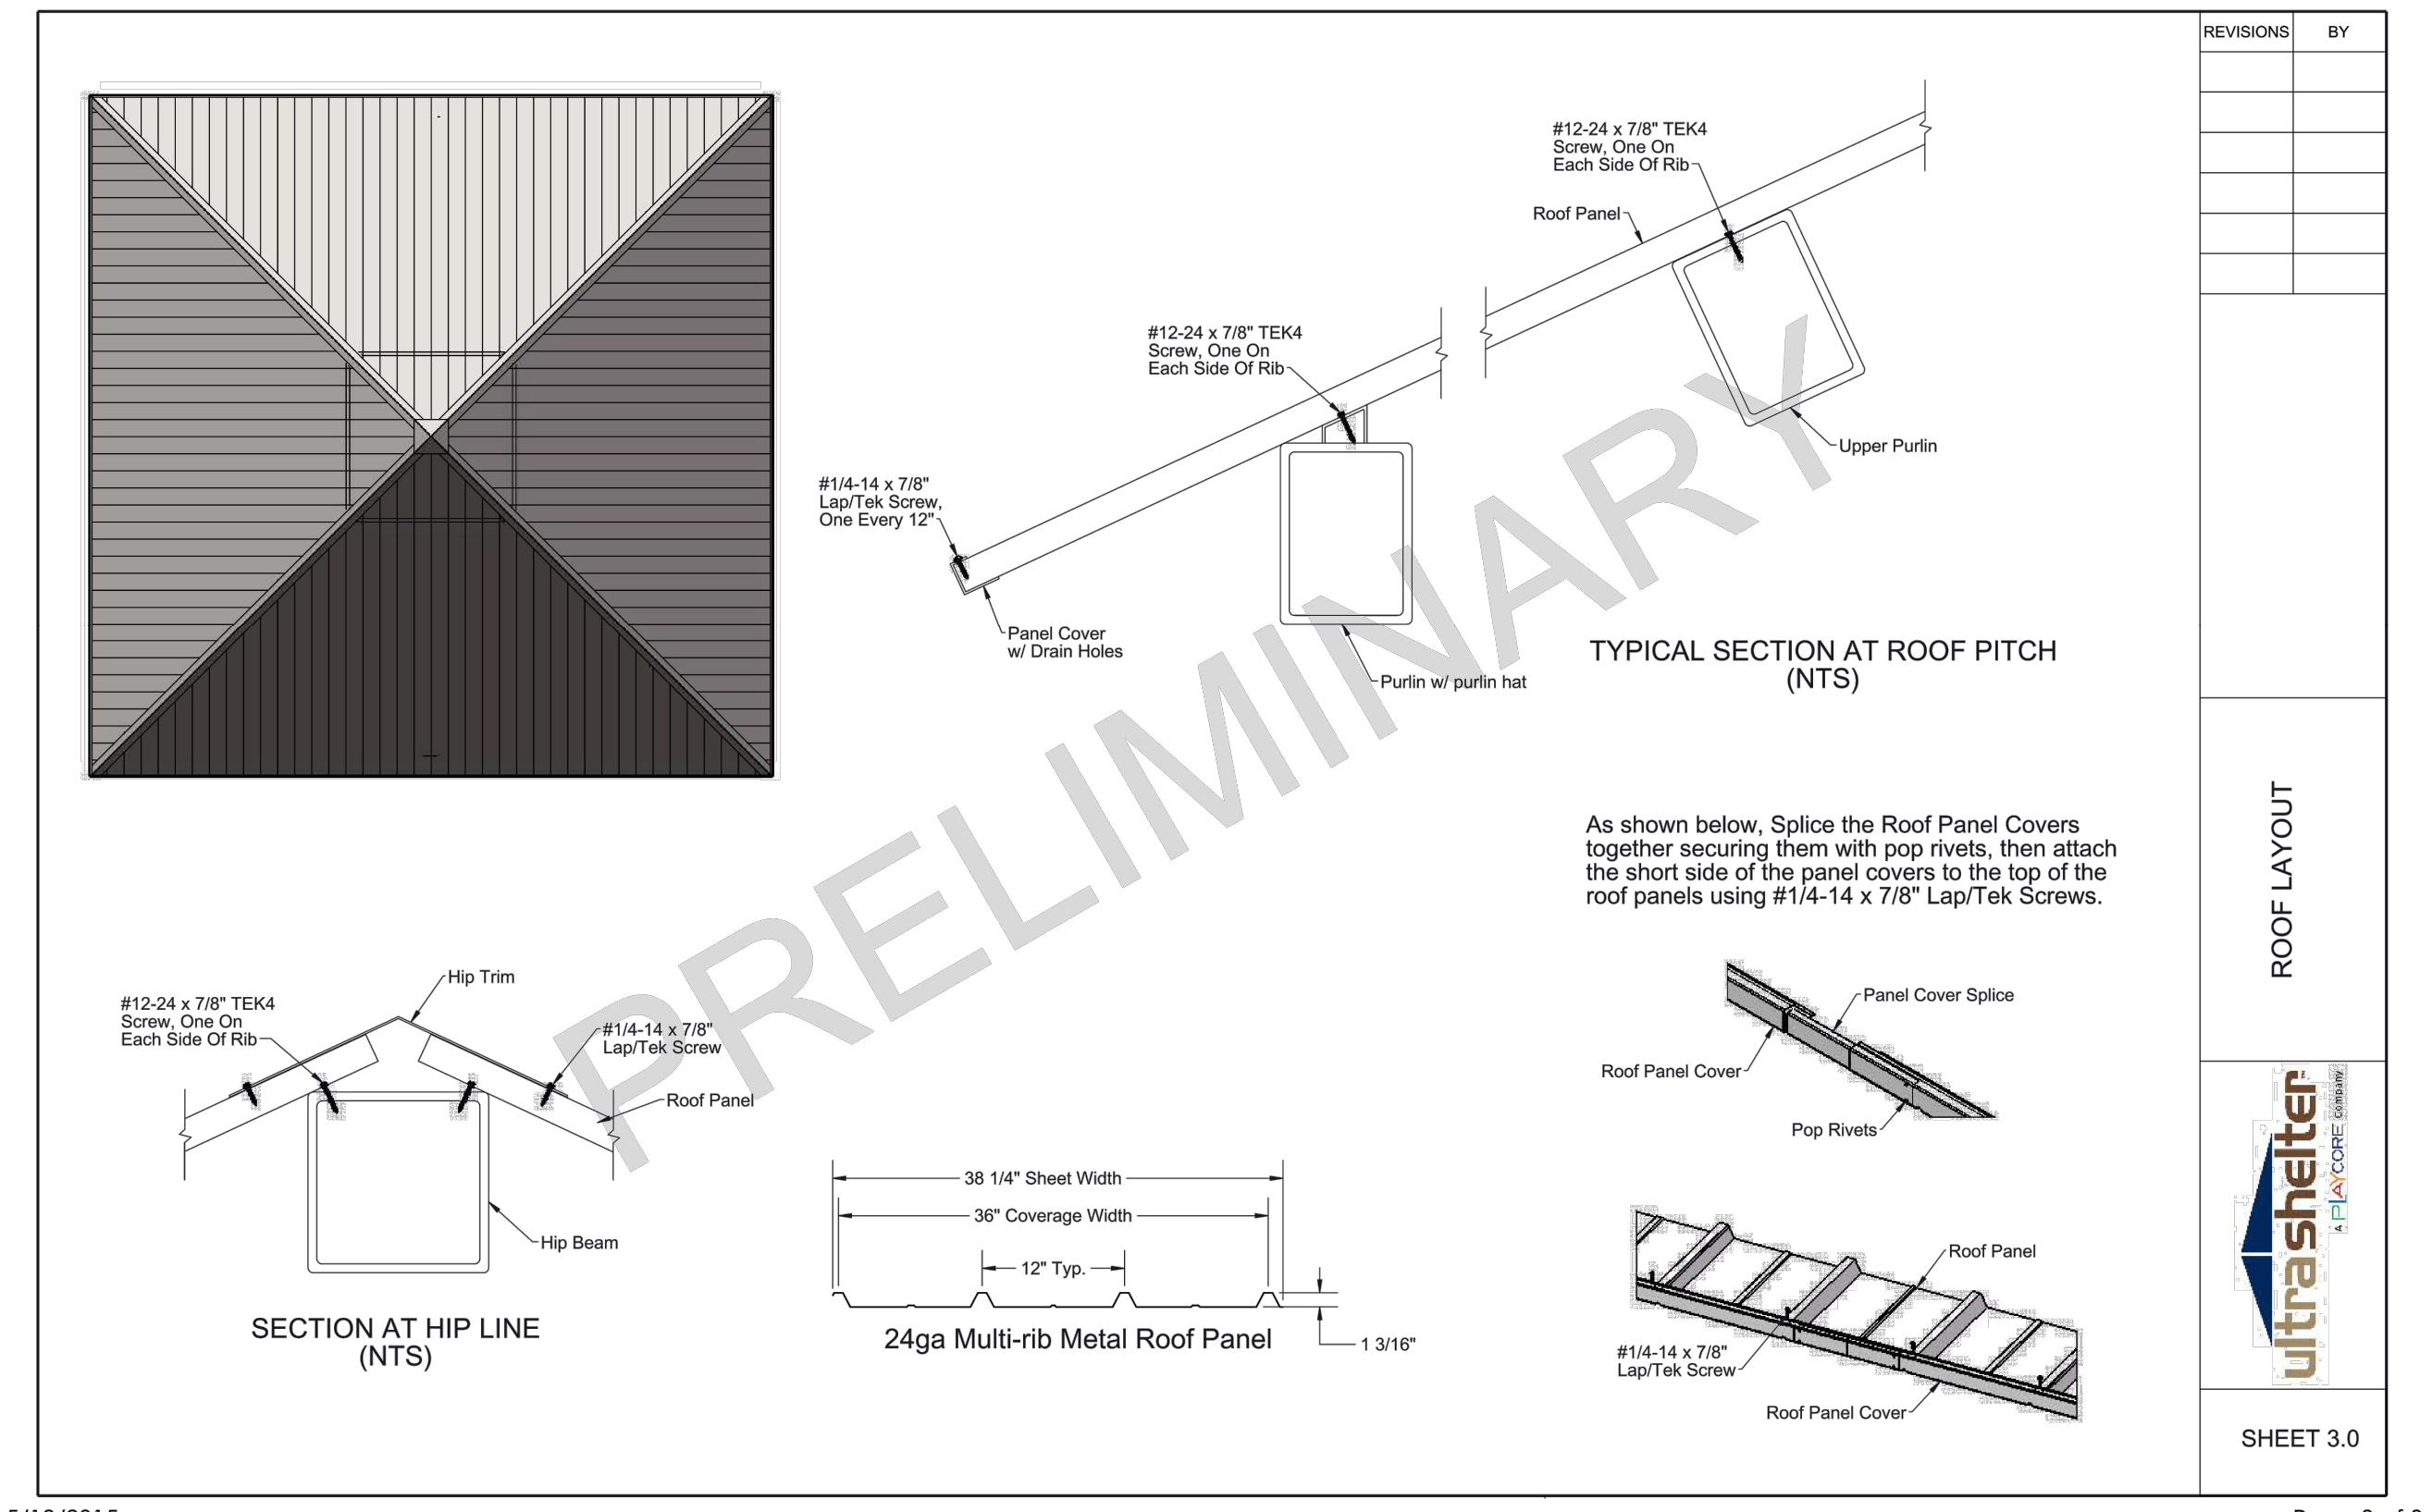 REVISIONS BY
#12-24 x 7/8" TEK4
Screw, One On
Each Side Of Rib
Roof Panel
#12-24 x 7/8" TEK4
Screw, One On
Each Side Of Rib
Upper Purlin
#1/4-14 x 7/8"
Lap/Tek Screw,
One Every 12"
Panel Cover
w/ Drain Holes
Purlin w/ purlin hat
TYPICAL SECTION AT ROOF PITCH
(NTS)
PRELIMINARY
As shown below, Splice the Roof Panel Covers
together securing them with pop rivets, then attach
the short side of the panel covers to the top of the
roof panels using #1/4-14 x 7/8" Lap/Tek Screws.
Hip Trim
#12-24 x 7/8" TEK4
Screw, One On
Each Side Of Rib
#1/4-14 x 7/8"
Lap/Tek Screw
Roof Panel
Hip Beam
SECTION AT HIP LINE
(NTS)
38 1/4" Sheet Width
36" Coverage Width
12" Typ.
1 3/16"
24ga Multi-rib Metal Roof Panel
Panel Cover Splice
Roof Panel Cover
Pop Rivets
Roof Panel
#1/4-14 x 7/8"
Lap/Tek Screw
Roof Panel Cover
ROOF LAYOUT
ultrashelter™
A PLAYCORE Company
SHEET 3.0